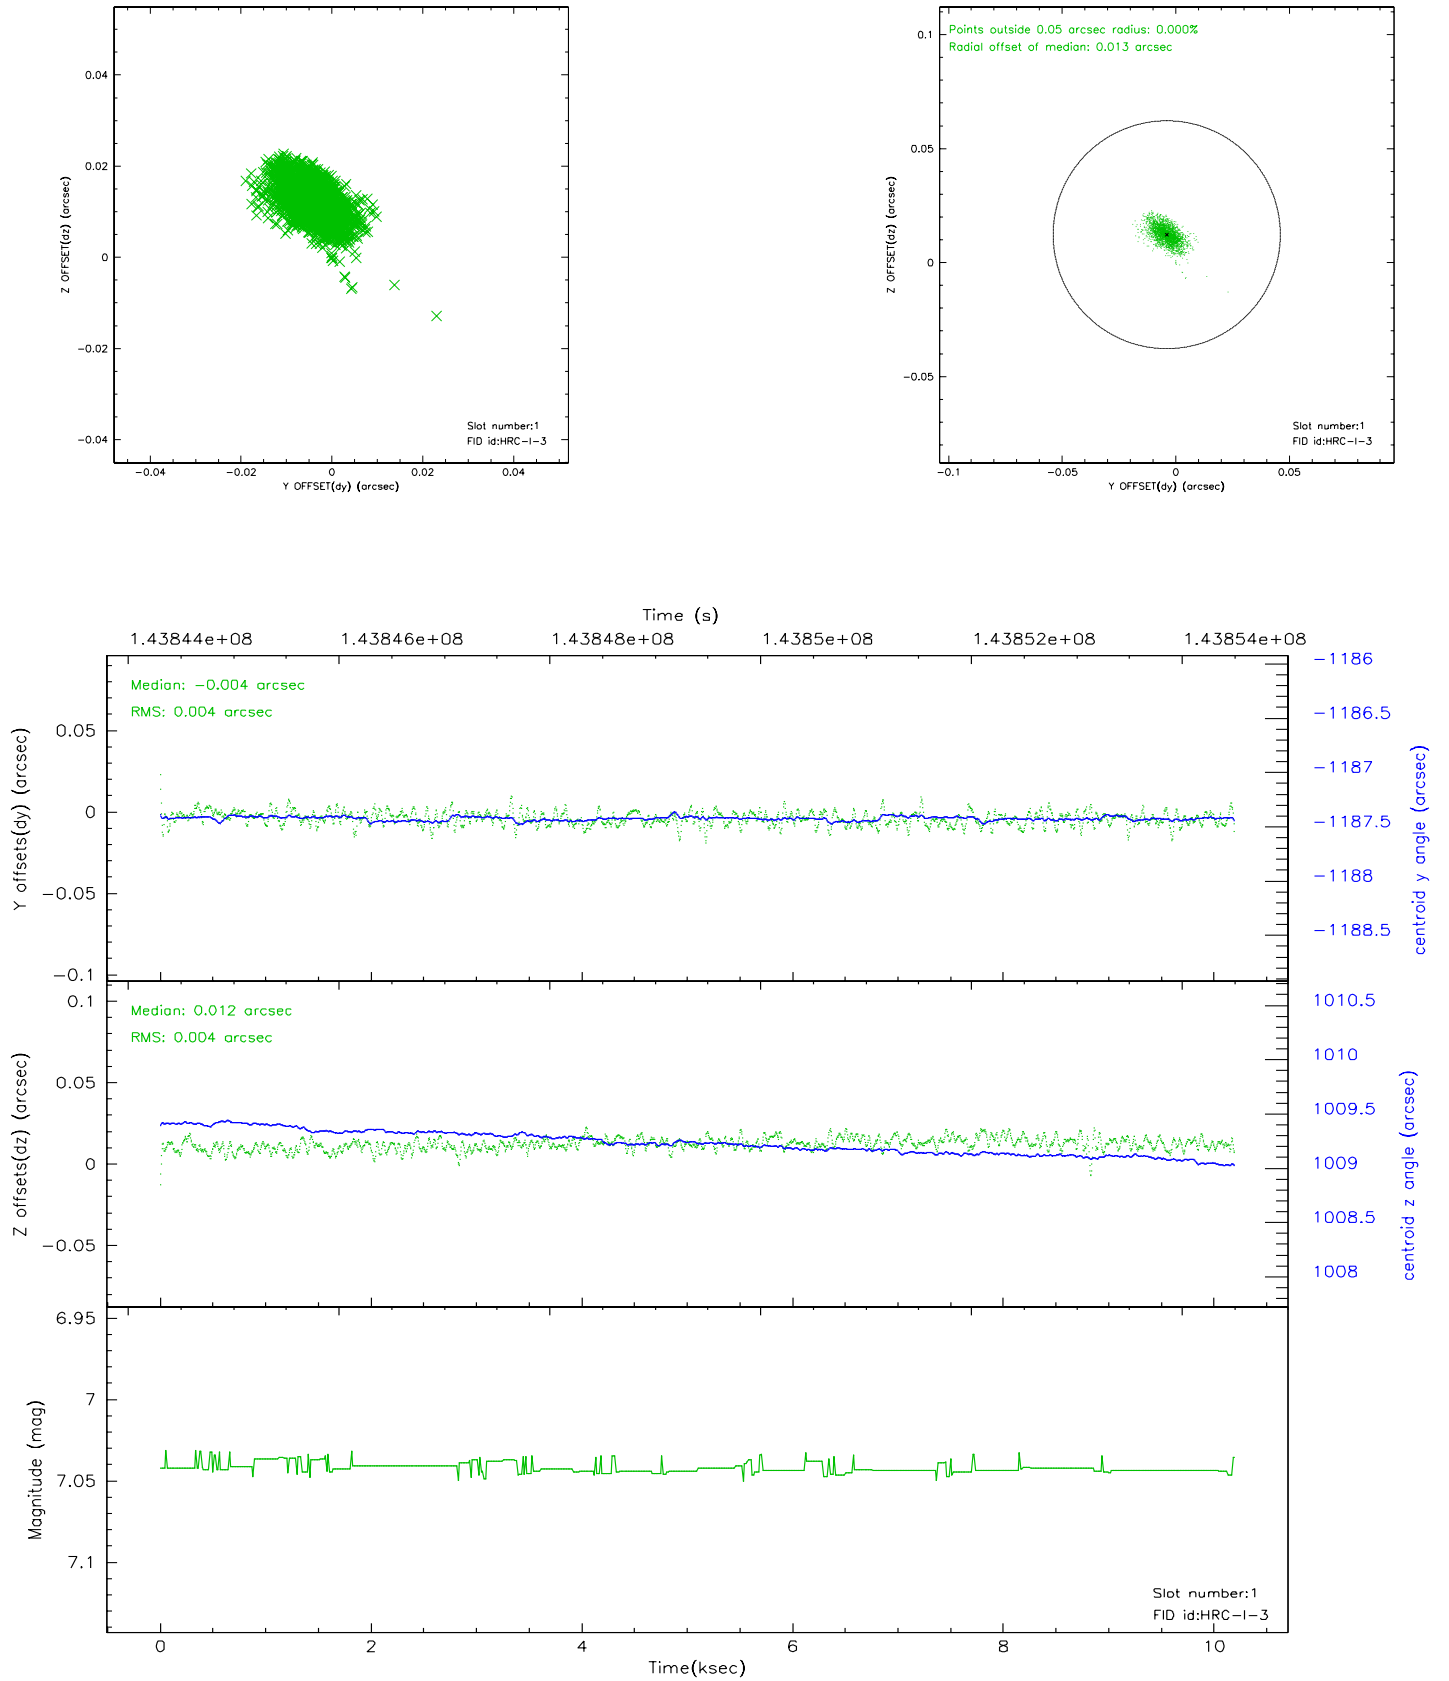 0.04
0.02
0
−0.02
−0.04
Z OFFSET(dz) (arcsec)
Slot number:1
FID id:HRC−I−3
−0.04 −0.02 0 0.02 0.04
Y OFFSET(dy) (arcsec)
Points outside 0.05 arcsec radius: 0.000%
Radial offset of median: 0.013 arcsec
0.1
0.05
0
−0.05
Z OFFSET(dz) (arcsec)
Slot number:1
FID id:HRC−I−3
−0.1 −0.05 0 0.05
Y OFFSET(dy) (arcsec)
Time (s)
1.43844e+08 1.43846e+08 1.43848e+08 1.4385e+08 1.43852e+08 1.43854e+08
Median: −0.004 arcsec
RMS: 0.004 arcsec
0.05
0
−0.05
−0.1
Y offsets(dy) (arcsec)
−1186
−1186.5
−1187
−1187.5
−1188
−1188.5
centroid y angle (arcsec)
Median: 0.012 arcsec
RMS: 0.004 arcsec
0.1
0.05
0
−0.05
Z offsets(dz) (arcsec)
1010.5
1010
1009.5
1009
1008.5
1008
centroid z angle (arcsec)
6.95
7
7.05
7.1
Magnitude (mag)
Slot number:1
FID id:HRC−I−3
0 2 4 6 8 10
Time(ksec)